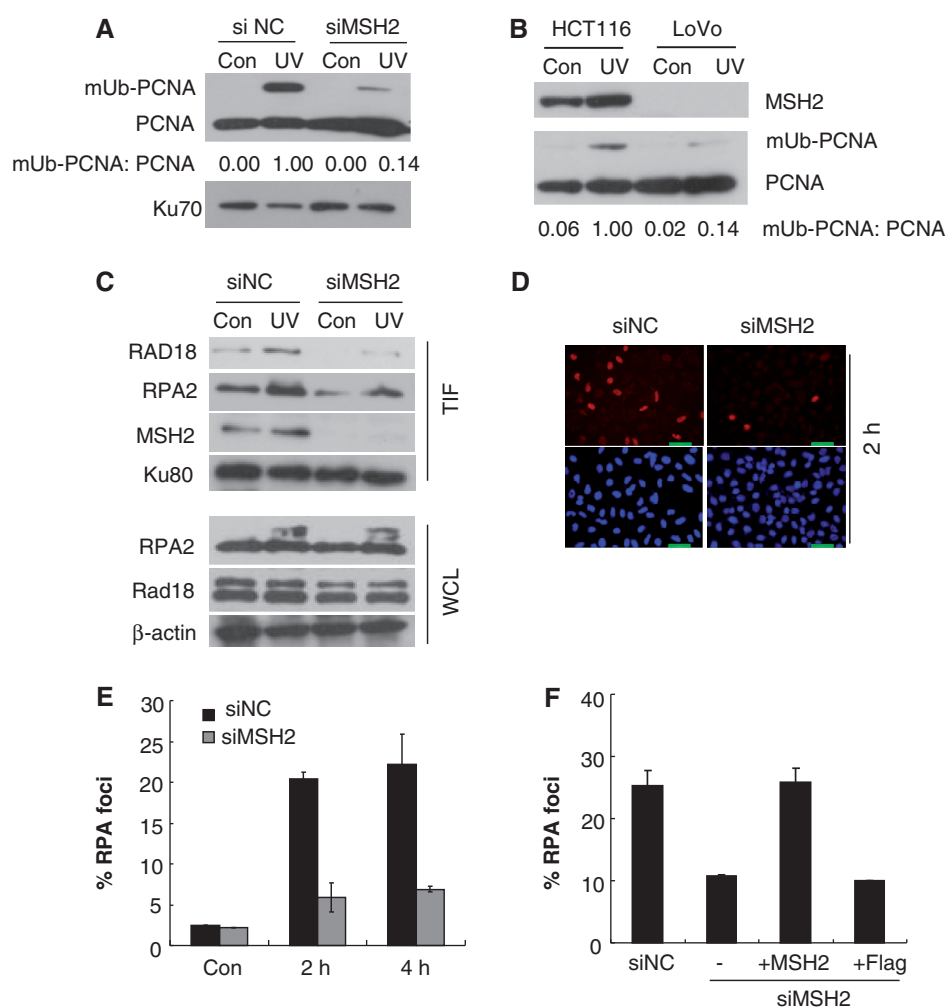 A
si NC siMSH2
Con UV Con UV
mUb-PCNA
PCNA
mUb-PCNA: PCNA 0.00 1.00 0.00 0.14
Ku70
B
HCT116 LoVo
Con UV Con UV
MSH2
mUb-PCNA
PCNA
0.06 1.00 0.02 0.14 mUb-PCNA: PCNA
C
siNC siMSH2
Con UV Con UV
RAD18
RPA2
MSH2
Ku80
TIF
RPA2
Rad18
β-actin
WCL
D
siNC siMSH2
2 h
E
% RPA foci
30
25
20
15
10
5
0
siNC
siMSH2
Con 2 h 4 h
F
% RPA foci
40
30
20
10
0
siNC - +MSH2 +Flag
siMSH2